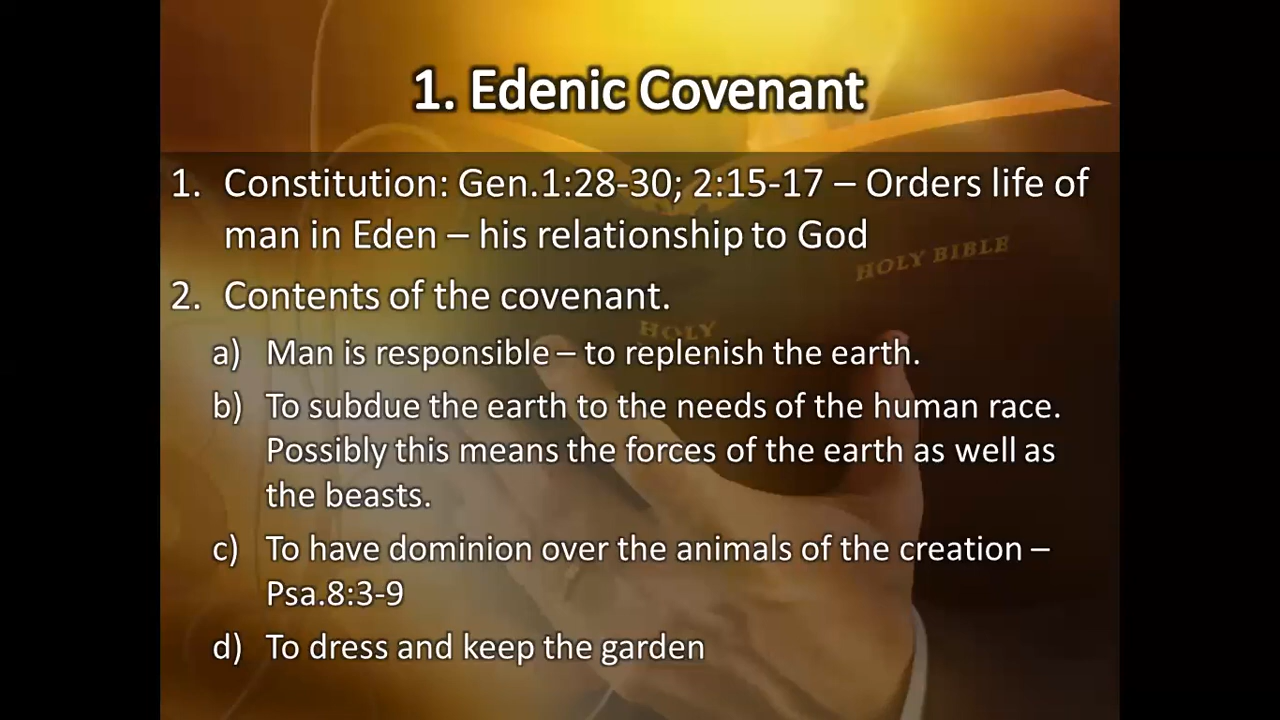 1. Edenic Covenant
1. Constitution: Gen.1:28-30; 2:15-17 – Orders life of
man in Eden – his relationship to God
HOLY BIBLE
2. Contents of the covenant.
HOLY
a) Man is responsible – to replenish the earth.
b) To subdue the earth to the needs of the human race.
Possibly this means the forces of the earth as well as
the beasts.
c) To have dominion over the animals of the creation –
Psa.8:3-9
d) To dress and keep the garden